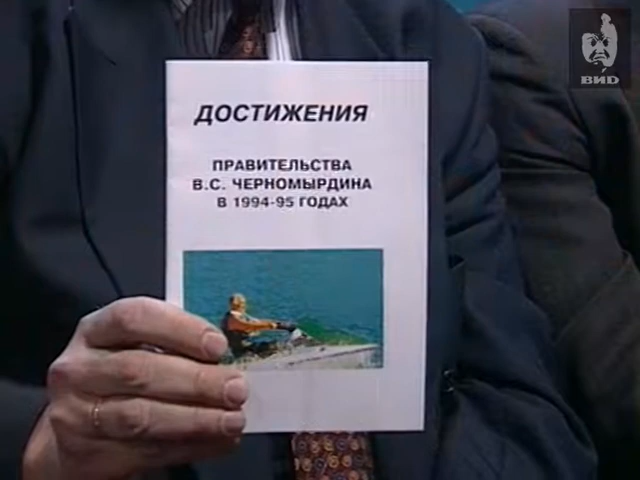 ВИD
ДОСТИЖЕНИЯ
ПРАВИТЕЛЬСТВА
В.С. ЧЕРНОМЫРДИНА
В 1994-95 ГОДАХ